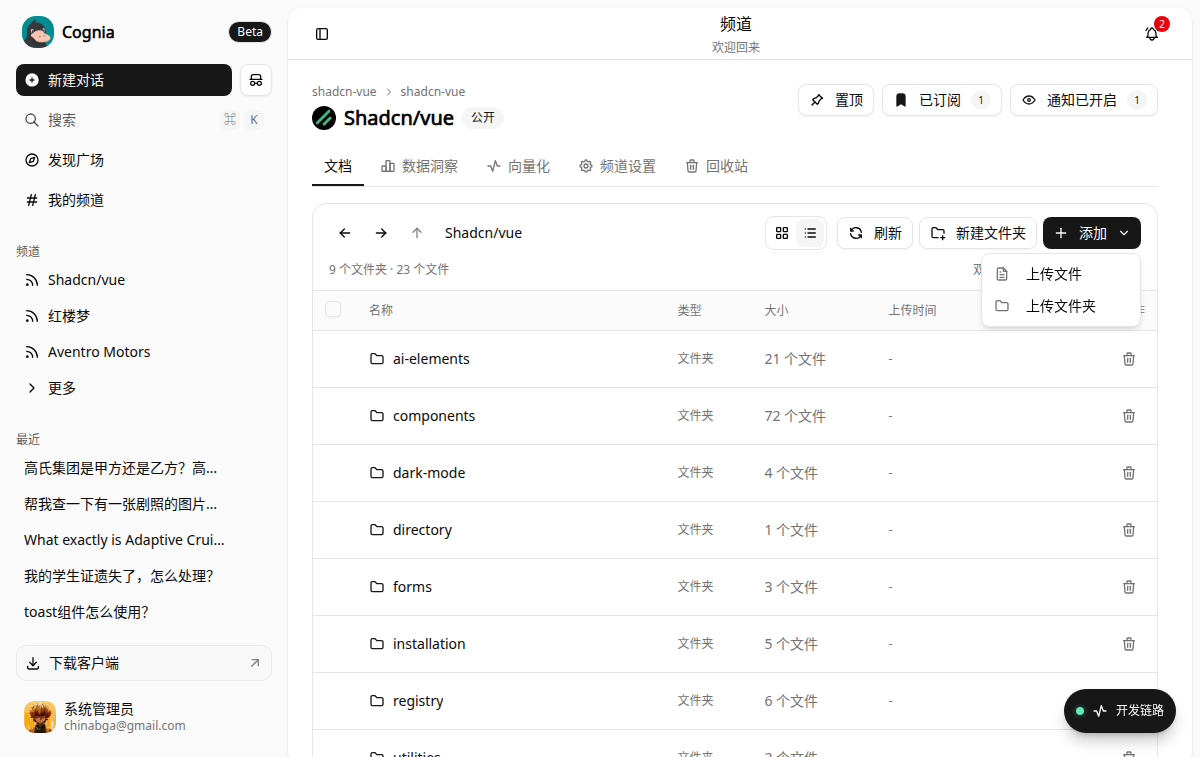 Cognia
Beta
新建对话
搜索
⌘ K
发现广场
# 我的频道
频道
Shadcn/vue
红楼梦
Aventro Motors
更多
最近
高氏集团是甲方还是乙方？高...
帮我查一下有一张剧照的图片...
What exactly is Adaptive Crui...
我的学生证遗失了，怎么处理？
toast组件怎么使用？
下载客户端
系统管理员
chinabga@gmail.com
频道
欢迎回来
2
shadcn-vue > shadcn-vue
Shadcn/vue 公开
置顶
已订阅 1
通知已开启 1
文档 数据洞察 向量化 频道设置 回收站
Shadcn/vue
刷新 新建文件夹 添加
9 个文件夹 · 23 个文件
上传文件
上传文件夹
名称 类型 大小 上传时间
ai-elements 文件夹 21 个文件 -
components 文件夹 72 个文件 -
dark-mode 文件夹 4 个文件 -
directory 文件夹 1 个文件 -
forms 文件夹 3 个文件 -
installation 文件夹 5 个文件 -
registry 文件夹 6 个文件 -
utilities 文件夹
开发链路